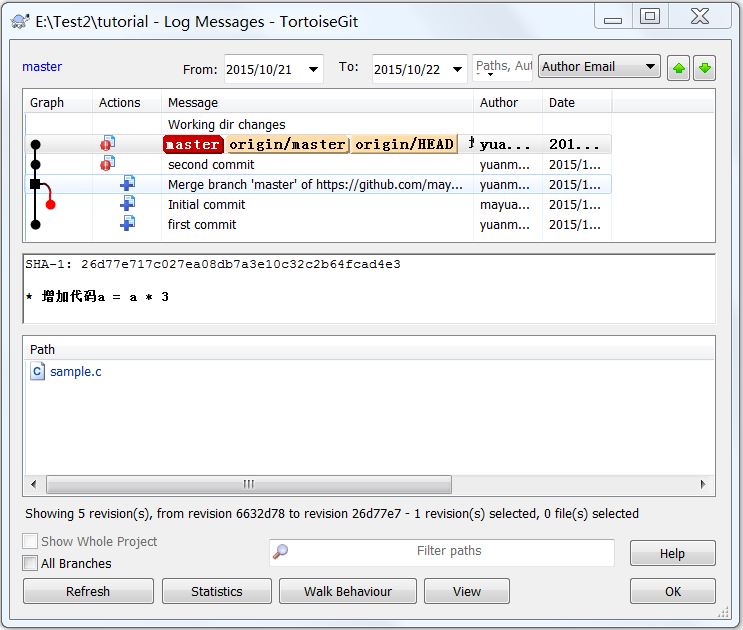 E:\Test2\tutorial - Log Messages - TortoiseGit
master From: 2015/10/21 To: 2015/10/22 Paths, Aut Author Email
Graph Actions Message Author Date
Working dir changes
master origin/master origin/HEAD yua... 201...
second commit yuanm... 2015/1...
Merge branch 'master' of https://github.com/may... yuanm... 2015/1...
Initial commit mayua... 2015/1...
first commit yuanm... 2015/1...
SHA-1: 26d77e717c027ea08db7a3e10c32c2b64fcad4e3
* 增加代码a = a * 3
Path
C sample.c
Showing 5 revision(s), from revision 6632d78 to revision 26d77e7 - 1 revision(s) selected, 0 file(s) selected
Show Whole Project
All Branches
Filter paths
Help
Refresh Statistics Walk Behaviour View OK